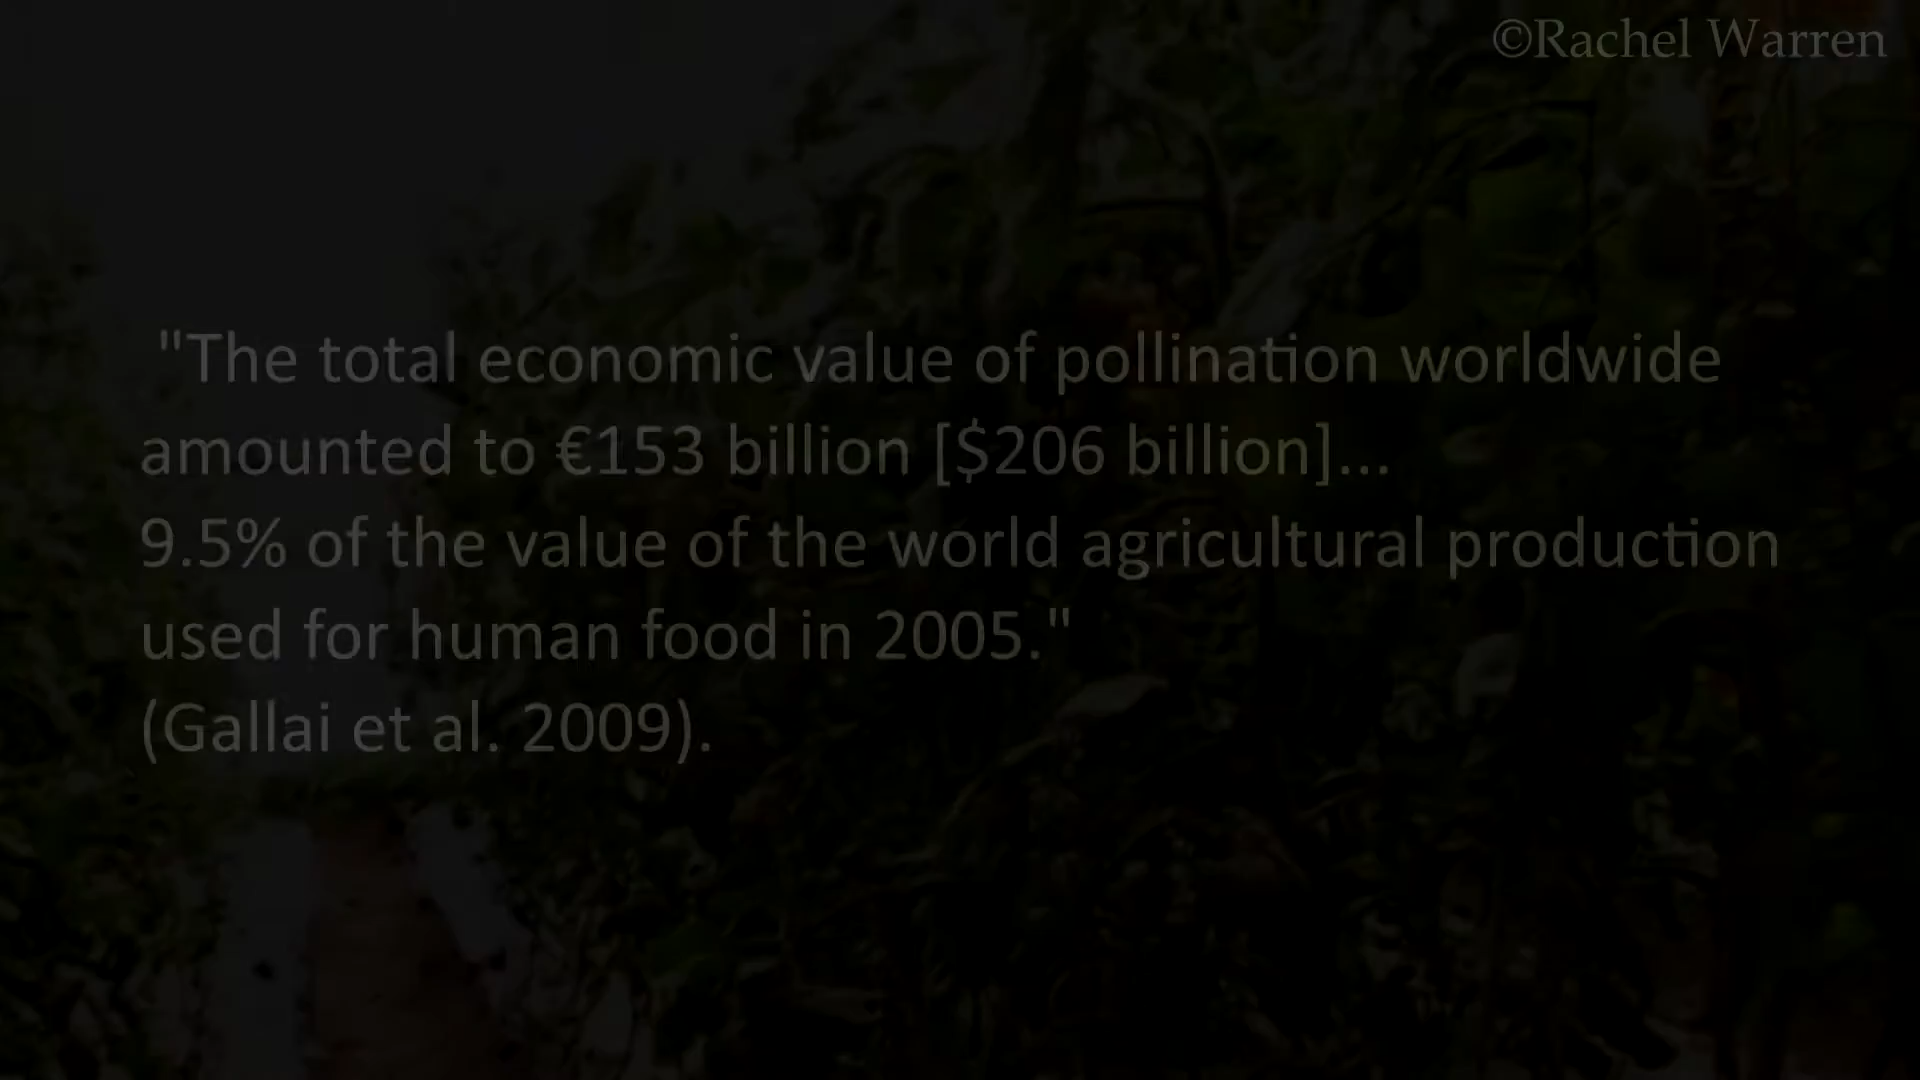 ©Rachel Warren
"The total economic value of pollination worldwide
amounted to €153 billion [$206 billion]...
9.5% of the value of the world agricultural production
used for human food in 2005."
(Gallai et al. 2009).